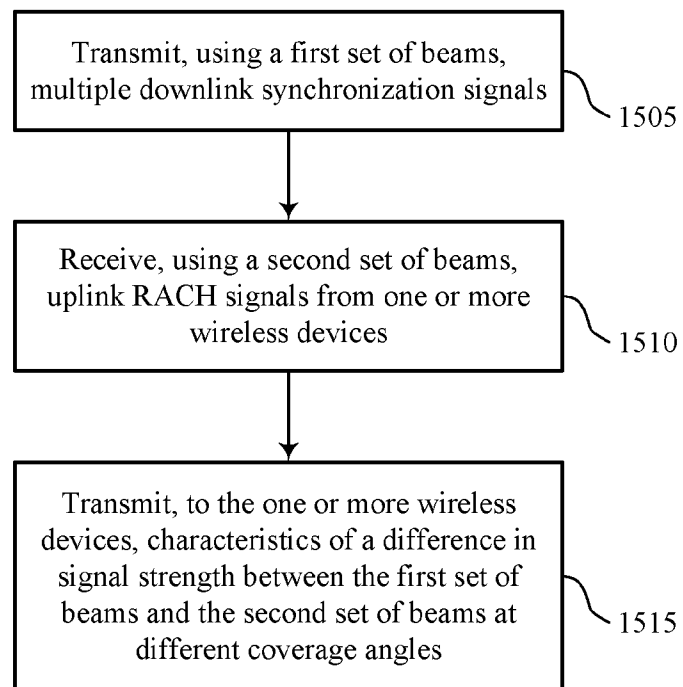 Transmit, using a first set of beams,
multiple downlink synchronization signals
1505
Receive, using a second set of beams,
uplink RACH signals from one or more
wireless devices
1510
Transmit, to the one or more wireless
devices, characteristics of a difference in
signal strength between the first set of
beams and the second set of beams at
different coverage angles
1515